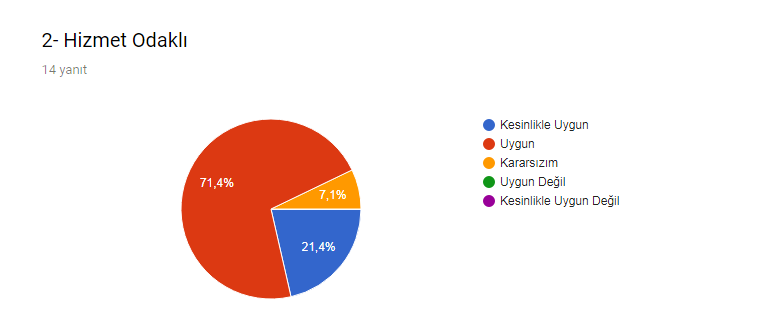 2- Hizmet Odaklı
14 yanıt
71,4%
7,1%
21,4%
Kesinlikle Uygun
Uygun
Kararsızım
Uygun Değil
Kesinlikle Uygun Değil